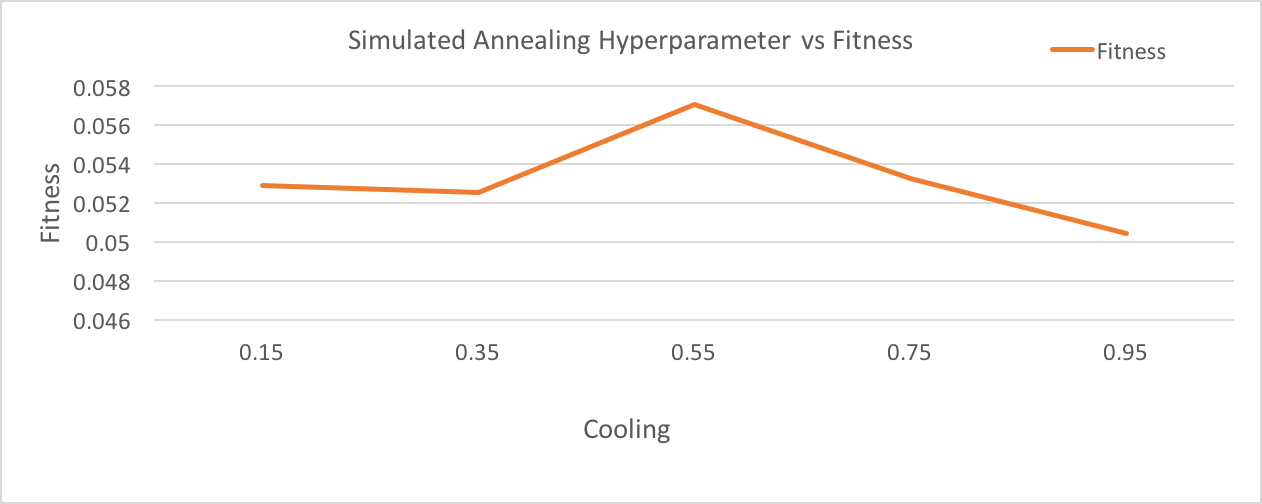 Simulated Annealing Hyperparameter vs Fitness
Fitness
0.058
0.056
0.054
0.052
0.05
0.048
0.046
Fitness
0.15 0.35 0.55 0.75 0.95
Cooling